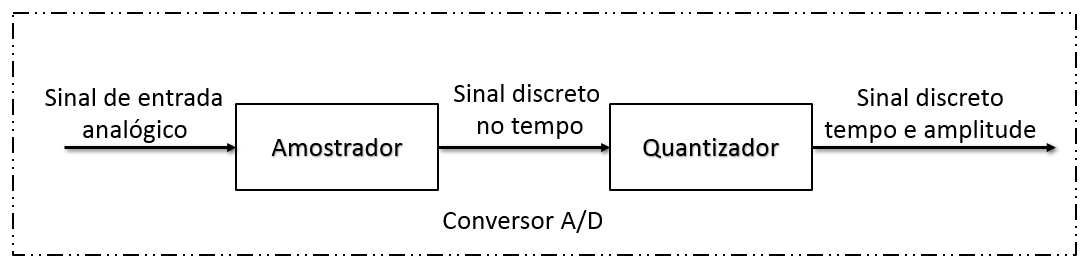 Sinal de entrada
analógico
Amostrador
Sinal discreto
no tempo
Quantizador
Sinal discreto
tempo e amplitude
Conversor A/D